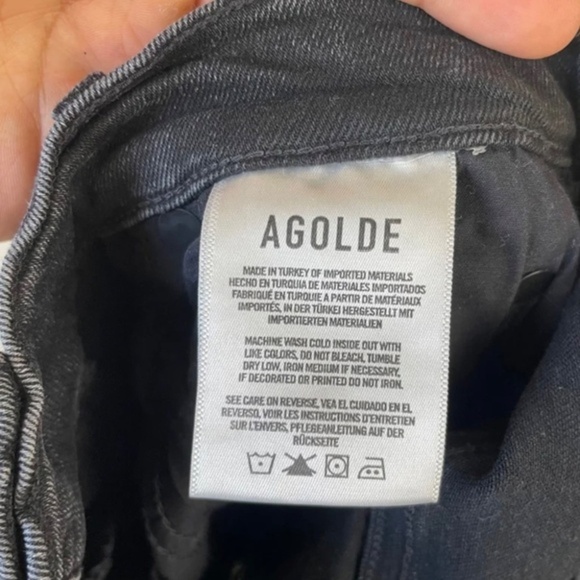 AGOLDE
MADE IN TURKEY OF IMPORTED MATERIALS
HECHO EN TURQUIA DE MATERIALES IMPORTADOS
FABRIQUÉ EN TURQUIE A PARTIR DE MATÉRIAUX
IMPORTÉS, IN DER TÜRKEI HERGESTELLT MIT
IMPORTIERTEN MATERIALIEN
MACHINE WASH COLD INSIDE OUT WITH
LIKE COLORS, DO NOT BLEACH, TUMBLE
DRY LOW, IRON MEDIUM IF NECESSARY,
IF DECORATED OR PRINTED DO NOT IRON.
SEE CARE ON REVERSE, VEA EL CUIDADO EN EL
REVERSO, VOIR LES INSTRUCTIONS D'ENTRETIEN
SUR L'ENVERS, PFLEGEANLEITUNG AUF DER
RÜCKSEITE